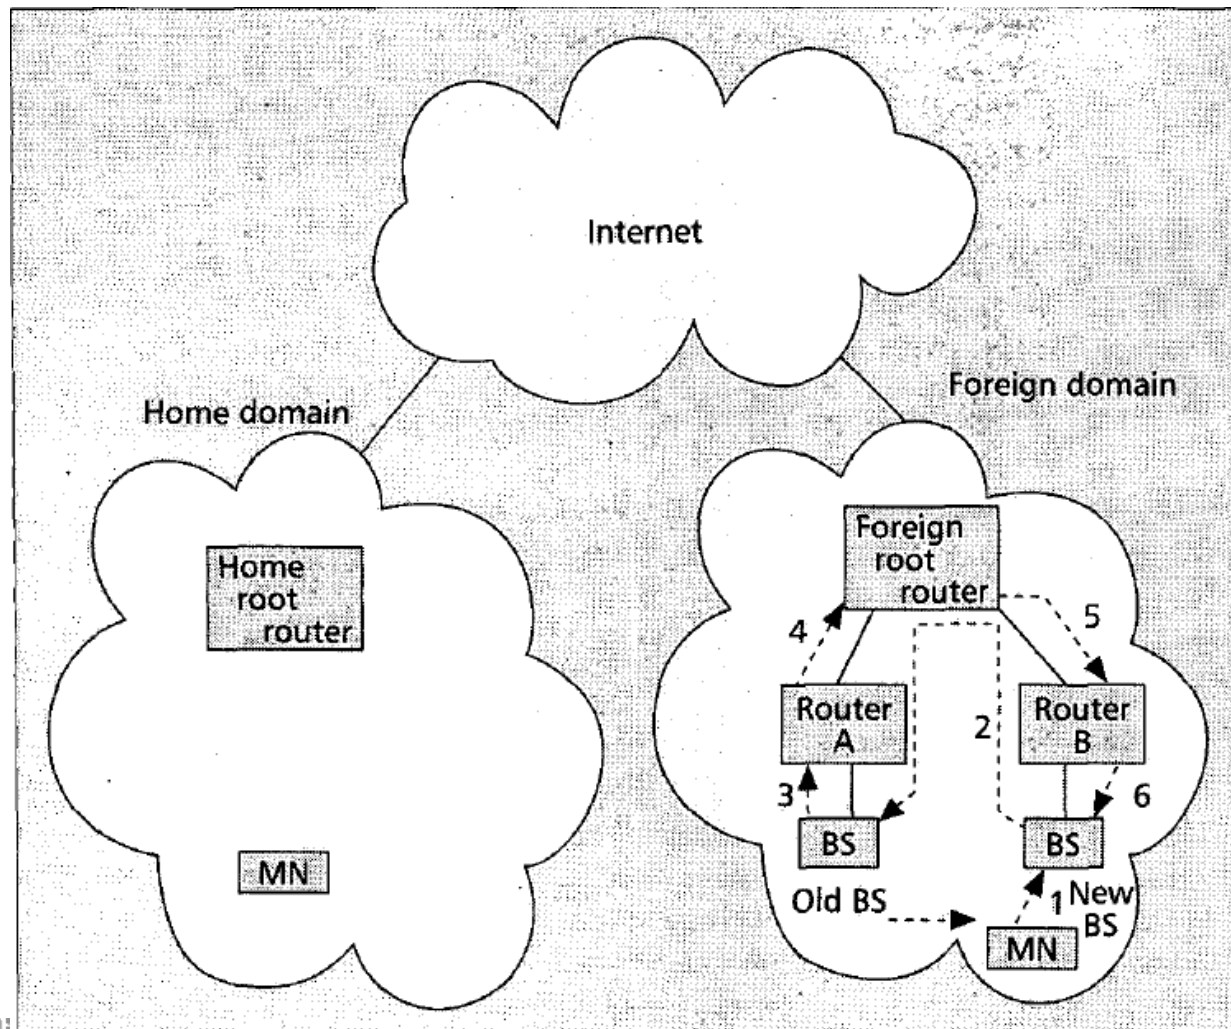 Internet
Home domain
Foreign domain
Home
root
router
Foreign
root
router
4
5
Router
A
2
Router
B
3
6
BS
BS
MN
Old BS
1
New
BS
MN